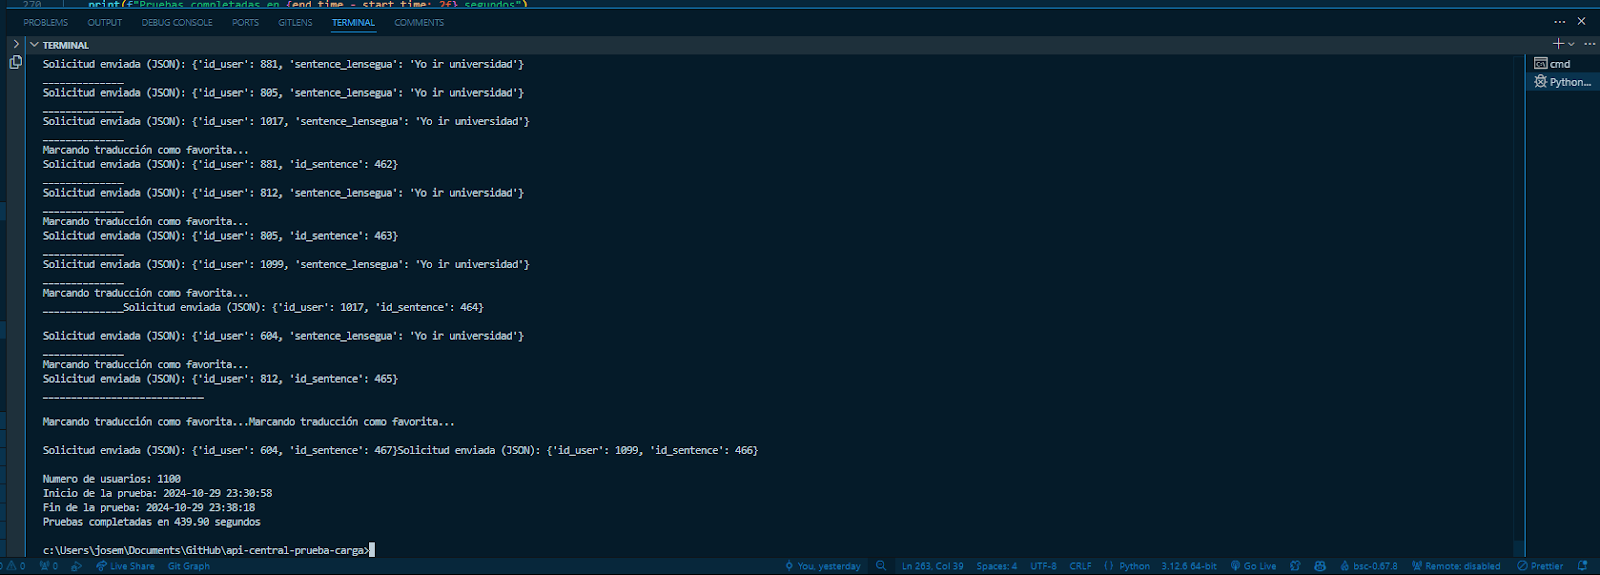 270 print(f"Pruebas completadas en {end_time - start_time:.2f} segundos")
PROBLEMS OUTPUT DEBUG CONSOLE PORTS GITLENS TERMINAL COMMENTS
TERMINAL
Solicitud enviada (JSON): {'id_user': 881, 'sentence_lensegua': 'Yo ir universidad'}
______________
Solicitud enviada (JSON): {'id_user': 805, 'sentence_lensegua': 'Yo ir universidad'}
______________
Solicitud enviada (JSON): {'id_user': 1017, 'sentence_lensegua': 'Yo ir universidad'}
______________
Marcando traducción como favorita...
Solicitud enviada (JSON): {'id_user': 881, 'id_sentence': 462}
______________
Solicitud enviada (JSON): {'id_user': 812, 'sentence_lensegua': 'Yo ir universidad'}
______________
Marcando traducción como favorita...
Solicitud enviada (JSON): {'id_user': 805, 'id_sentence': 463}
______________
Solicitud enviada (JSON): {'id_user': 1099, 'sentence_lensegua': 'Yo ir universidad'}
______________
Marcando traducción como favorita...
______________Solicitud enviada (JSON): {'id_user': 1017, 'id_sentence': 464}
Solicitud enviada (JSON): {'id_user': 604, 'sentence_lensegua': 'Yo ir universidad'}
______________
Marcando traducción como favorita...
Solicitud enviada (JSON): {'id_user': 812, 'id_sentence': 465}
____________________________
Marcando traducción como favorita...Marcando traducción como favorita...
Solicitud enviada (JSON): {'id_user': 604, 'id_sentence': 467}Solicitud enviada (JSON): {'id_user': 1099, 'id_sentence': 466}
Numero de usuarios: 1100
Inicio de la prueba: 2024-10-29 23:30:58
Fin de la prueba: 2024-10-29 23:38:18
Pruebas completadas en 439.90 segundos
c:\Users\josem\Documents\GitHub\api-central-prueba-carga>
cmd
Python...
0 0 0 Live Share Git Graph You, yesterday Ln 263, Col 39 Spaces: 4 UTF-8 CRLF {} Python 3.12.6 64-bit Go Live bsc-0.67.8 Remote: disabled Prettier